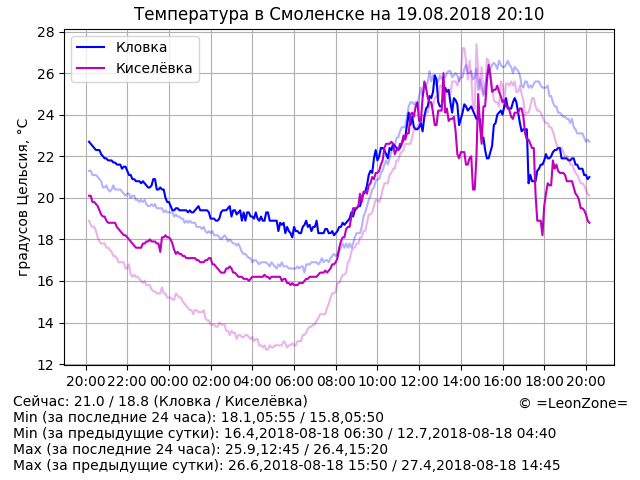 Температура в Смоленске на 19.08.2018 20:10
Кловка
Киселёвка
градусов Цельсия, °C
28
26
24
22
20
18
16
14
12
20:00 22:00 00:00 02:00 04:00 06:00 08:00 10:00 12:00 14:00 16:00 18:00 20:00
Сейчас: 21.0 / 18.8 (Кловка / Киселёвка)
© =LeonZone=
Min (за последние 24 часа): 18.1,05:55 / 15.8,05:50
Min (за предыдущие сутки): 16.4,2018-08-18 06:30 / 12.7,2018-08-18 04:40
Max (за последние 24 часа): 25.9,12:45 / 26.4,15:20
Max (за предыдущие сутки): 26.6,2018-08-18 15:50 / 27.4,2018-08-18 14:45